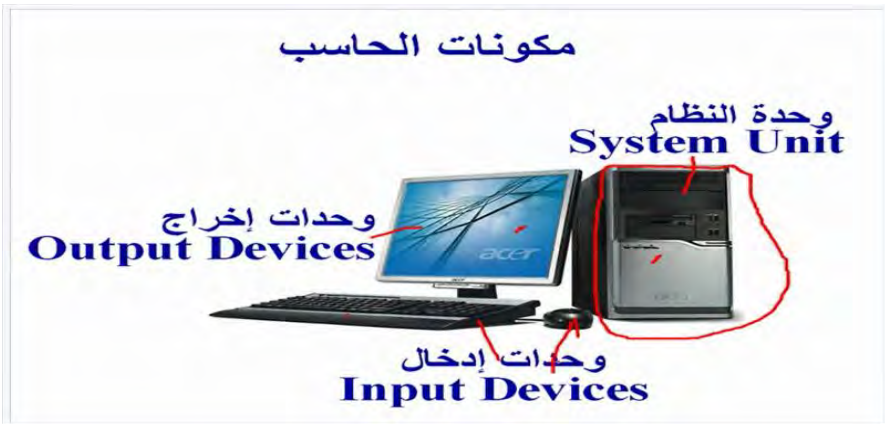 مكونات الحاسب
وحدة النظام
System Unit
وحدات إخراج
Output Devices
acer
وحدات إدخال
Input Devices